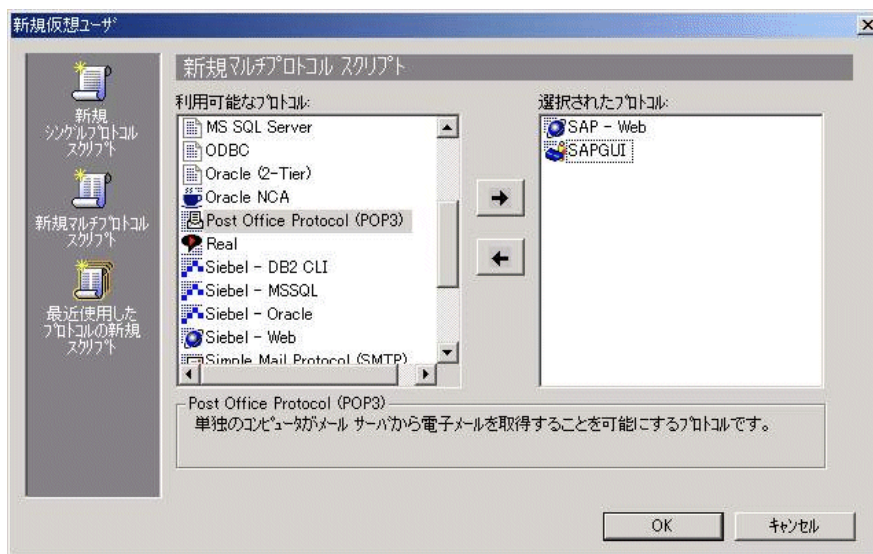 新規仮想ユーザ
新規
シングルプロトコル
スクリプト
新規マルチプロトコル
スクリプト
最近使用した
プロトコルの新規
スクリプト
新規マルチプロトコル スクリプト
利用可能なプロトコル:
MS SQL Server
ODBC
Oracle (2-Tier)
Oracle NCA
Post Office Protocol (POP3)
Real
Siebel - DB2 CLI
Siebel - MSSQL
Siebel - Oracle
Siebel - Web
Simple Mail Protocol (SMTP)
選択されたプロトコル:
SAP - Web
SAPGUI
Post Office Protocol (POP3)
単独のコンピュータがメール サーバから電子メールを取得することを可能にするプロトコルです。
OK
キャンセル